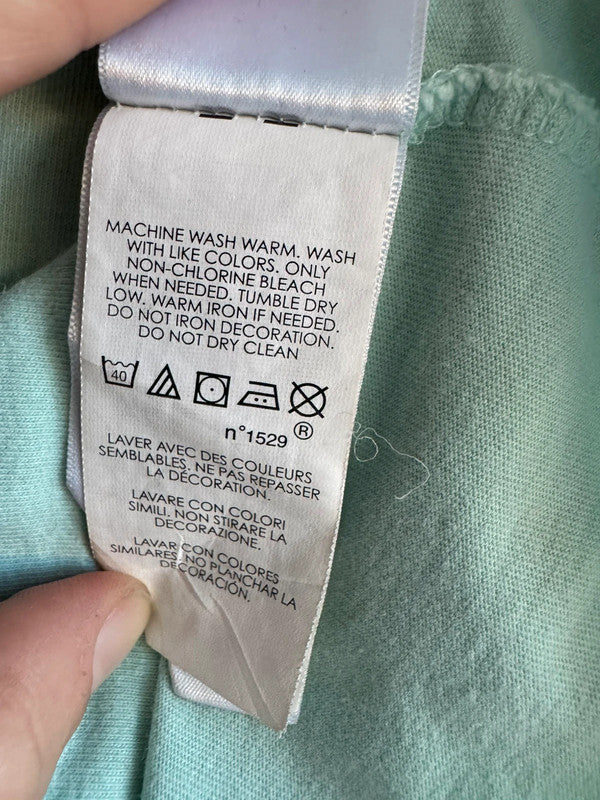 MACHINE WASH WARM. WASH
WITH LIKE COLORS. ONLY
NON-CHLORINE BLEACH
WHEN NEEDED. TUMBLE DRY
LOW. WARM IRON IF NEEDED.
DO NOT IRON DECORATION.
DO NOT DRY CLEAN
40
n°1529 ®
LAVER AVEC DES COULEURS
SEMBLABLES. NE PAS REPASSER
LA DÉCORATION.
LAVARE CON COLORI
SIMILI. NON STIRARE LA
DECORAZIONE.
LAVAR CON COLORES
SIMILARES. NO PLANCHAR LA
DECORACIÓN.